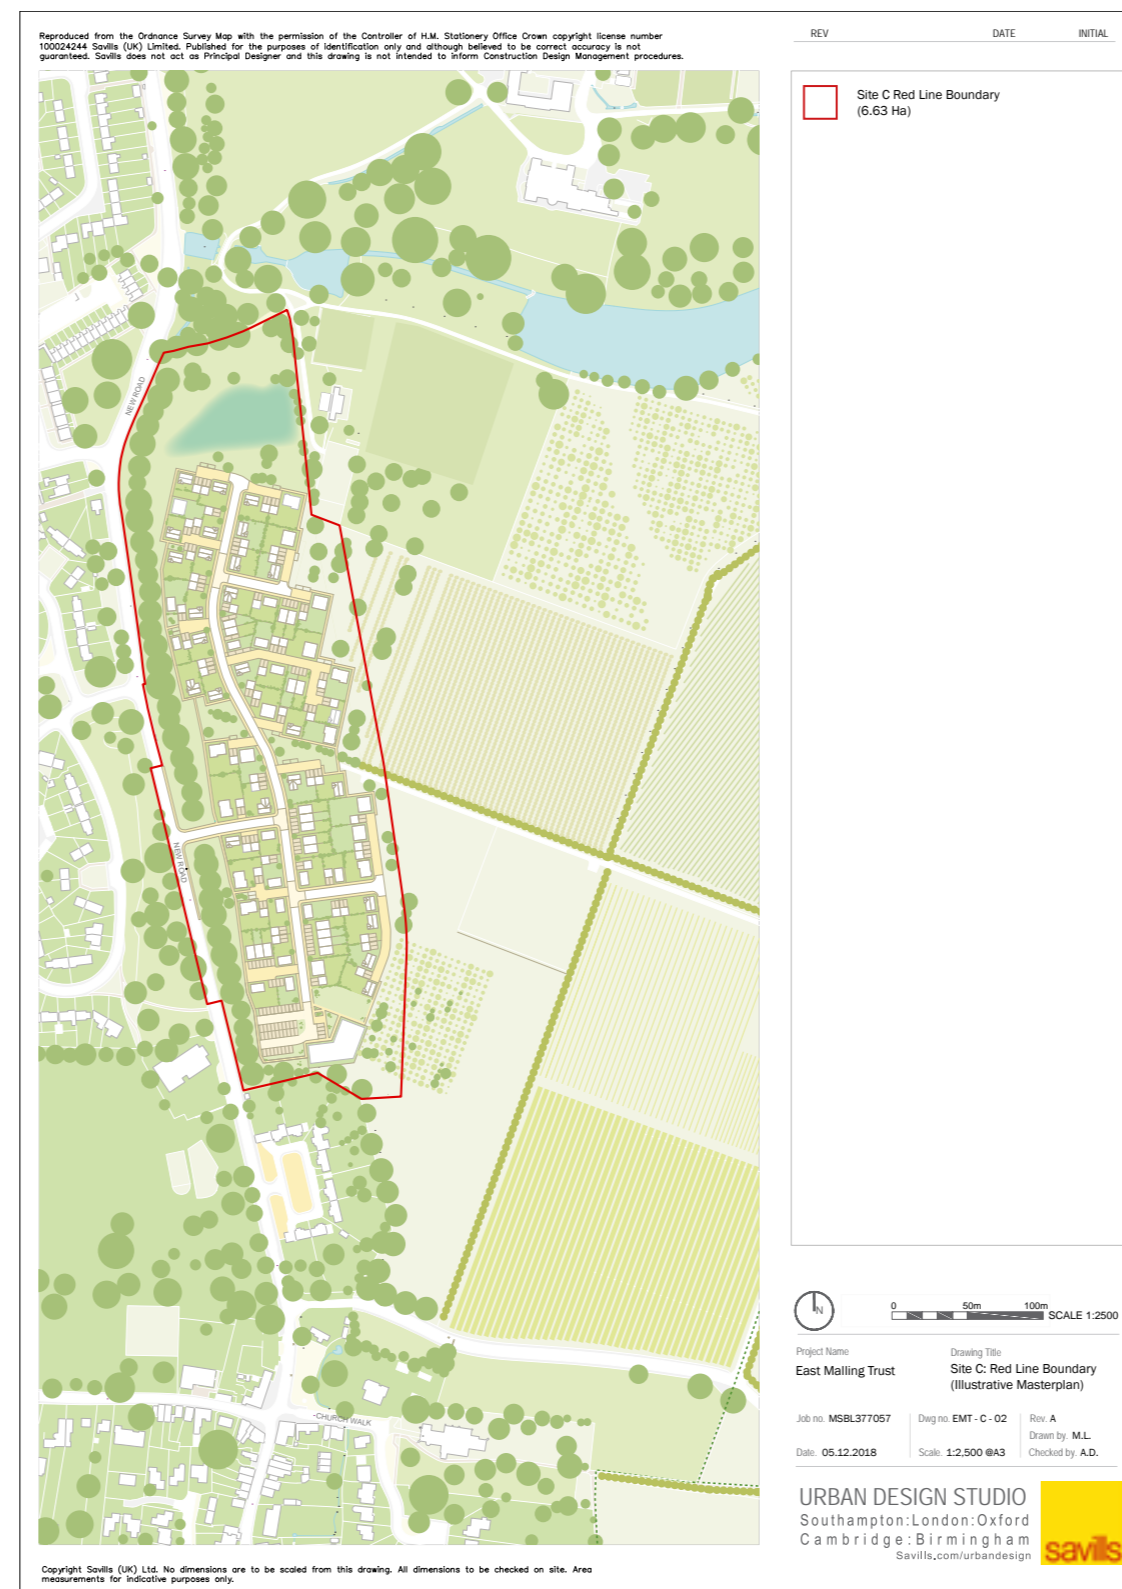 Reproduced from the Ordnance Survey Map with the permission of the Controller of H.M. Stationery Office Crown copyright license number
100024244 Savills (UK) Limited. Published for the purposes of identification only and although believed to be correct accuracy is not
guaranteed. Savills does not act as Principal Designer and this drawing is not intended to inform Construction Design Management procedures.
REV DATE INITIAL
Site C Red Line Boundary
(6.63 Ha)
NEW ROAD
NEW ROAD
CHURCH WALK
N
0 50m 100m
SCALE 1:2500
Project Name
East Malling Trust
Drawing Title
Site C: Red Line Boundary
(Illustrative Masterplan)
Job no. MSBL377057
Dwg no. EMT - C - 02
Rev. A
Drawn by. M.L.
Date. 05.12.2018
Scale. 1:2,500 @A3
Checked by. A.D.
URBAN DESIGN STUDIO
Southampton:London:Oxford
Cambridge:Birmingham
Savills.com/urbandesign
savills
Copyright Savills (UK) Ltd. No dimensions are to be scaled from this drawing. All dimensions to be checked on site. Area
measurements for indicative purposes only.